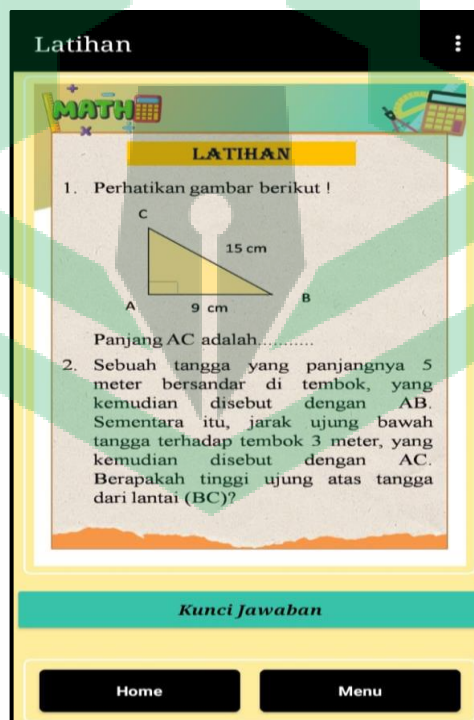 Latihan
MATH
LATIHAN
1. Perhatikan gambar berikut !
C
15 cm
A
9 cm
B
Panjang AC adalah............
2. Sebuah tangga yang panjangnya 5
meter bersandar di tembok, yang
kemudian disebut dengan AB.
Sementara itu, jarak ujung bawah
tangga terhadap tembok 3 meter, yang
kemudian disebut dengan AC.
Berapakah tinggi ujung atas tangga
dari lantai (BC)?
Kunci Jawaban
Home
Menu